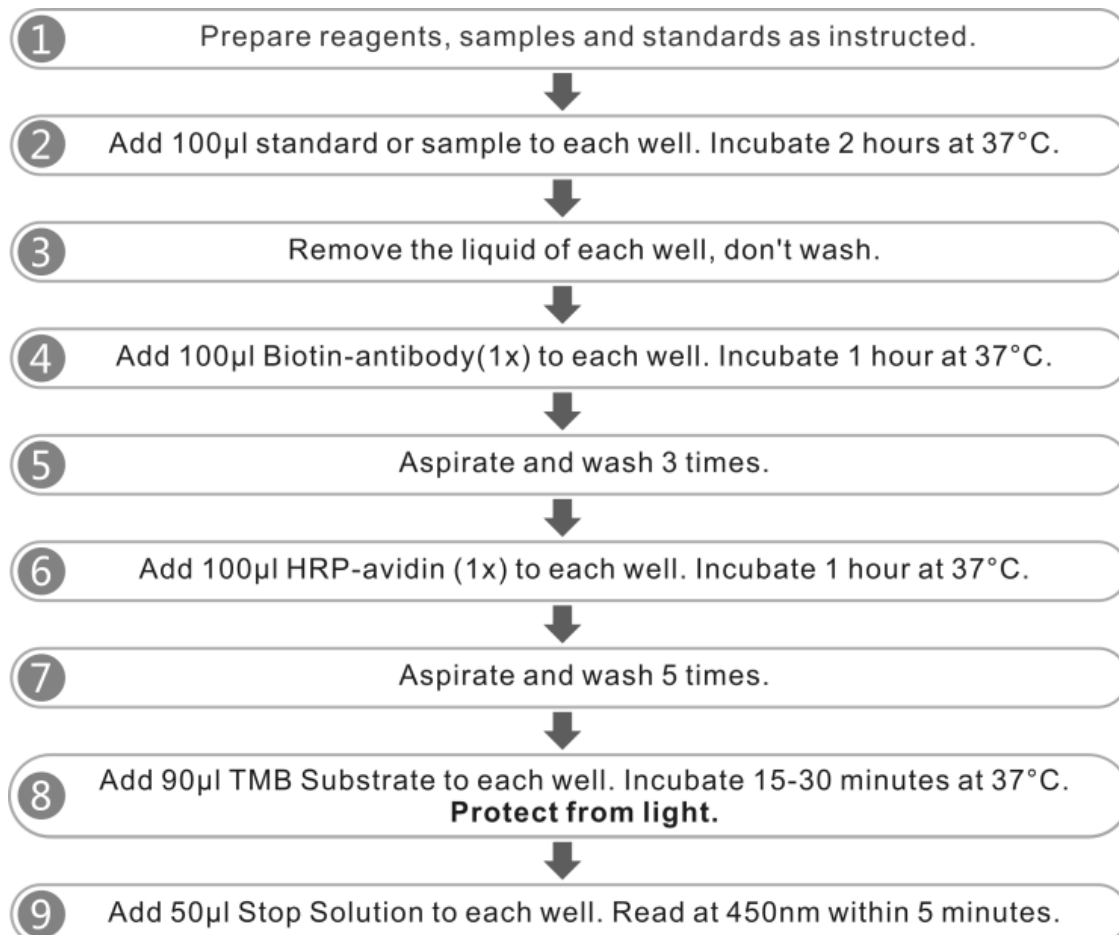 1 Prepare reagents, samples and standards as instructed.
2 Add 100µl standard or sample to each well. Incubate 2 hours at 37°C.
3 Remove the liquid of each well, don't wash.
4 Add 100µl Biotin-antibody(1x) to each well. Incubate 1 hour at 37°C.
5 Aspirate and wash 3 times.
6 Add 100µl HRP-avidin (1x) to each well. Incubate 1 hour at 37°C.
7 Aspirate and wash 5 times.
8 Add 90µl TMB Substrate to each well. Incubate 15-30 minutes at 37°C.
Protect from light.
9 Add 50µl Stop Solution to each well. Read at 450nm within 5 minutes.